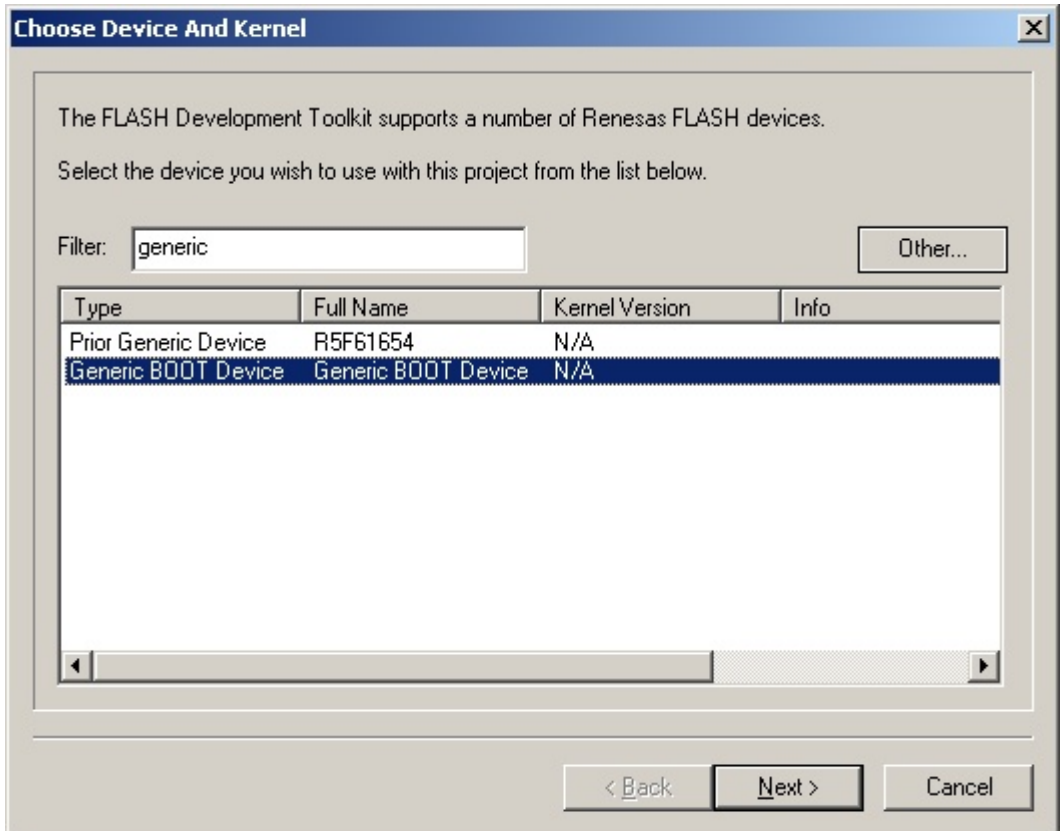 Choose Device And Kernel
The FLASH Development Toolkit supports a number of Renesas FLASH devices.
Select the device you wish to use with this project from the list below.
Filter: generic Other...
Type Full Name Kernel Version Info
Prior Generic Device R5F61654 N/A
Generic BOOT Device Generic BOOT Device N/A
< Back Next > Cancel